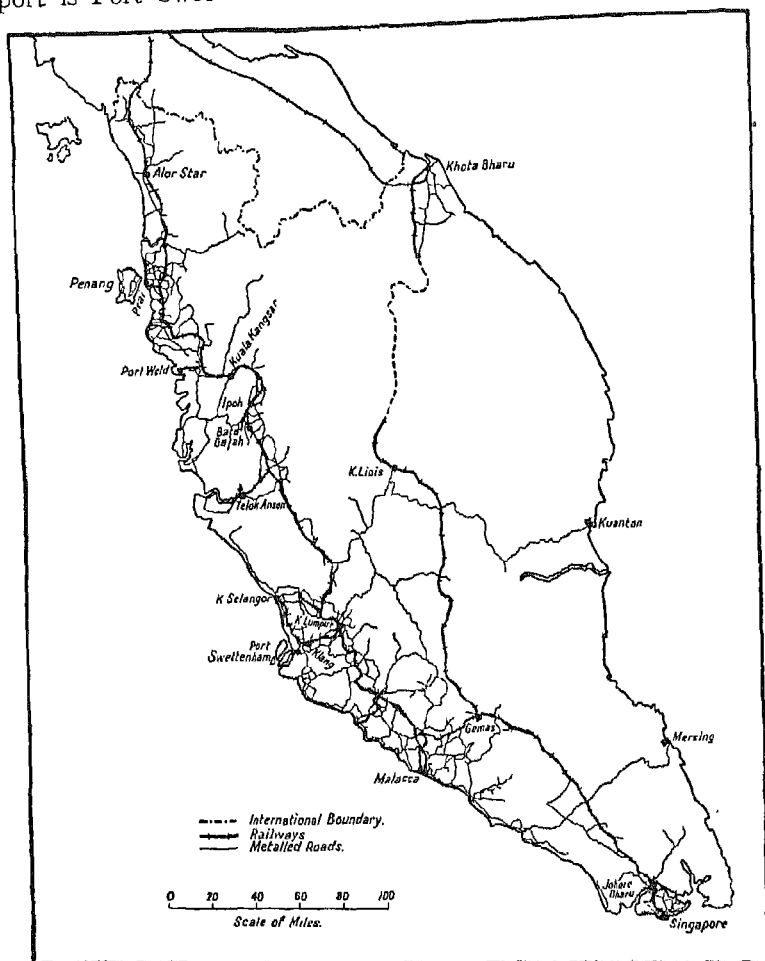 port is Port Swet
Khota Bharu
Alor Star
Penang
Prai
Kuala Kangsar
Port Weld
Ipoh
Batu
Gajah
K.Lipis
Telok Anson
Kuantan
K Selangor
K Lumpur
Port
Swettenham
Klang
Gemas
Mersing
Malacca
International Boundary.
Railways
Metalled Roads.
0 20 40 60 80 100
Scale of Miles.
Johore
Bharu
Singapore